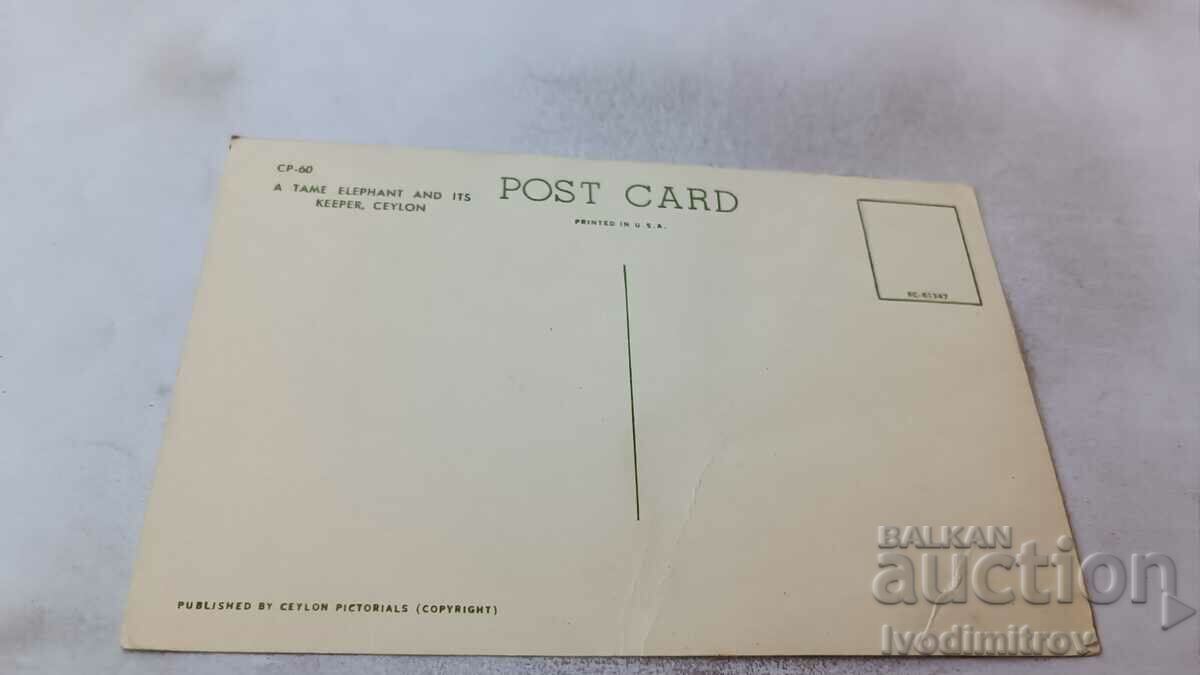 CP-60
A TAME ELEPHANT AND ITS
KEEPER, CEYLON
POST CARD
PRINTED IN U.S.A.
KC-61347
PUBLISHED BY CEYLON PICTORIALS (COPYRIGHT)
BALKAN
auction
Ivodimitrov